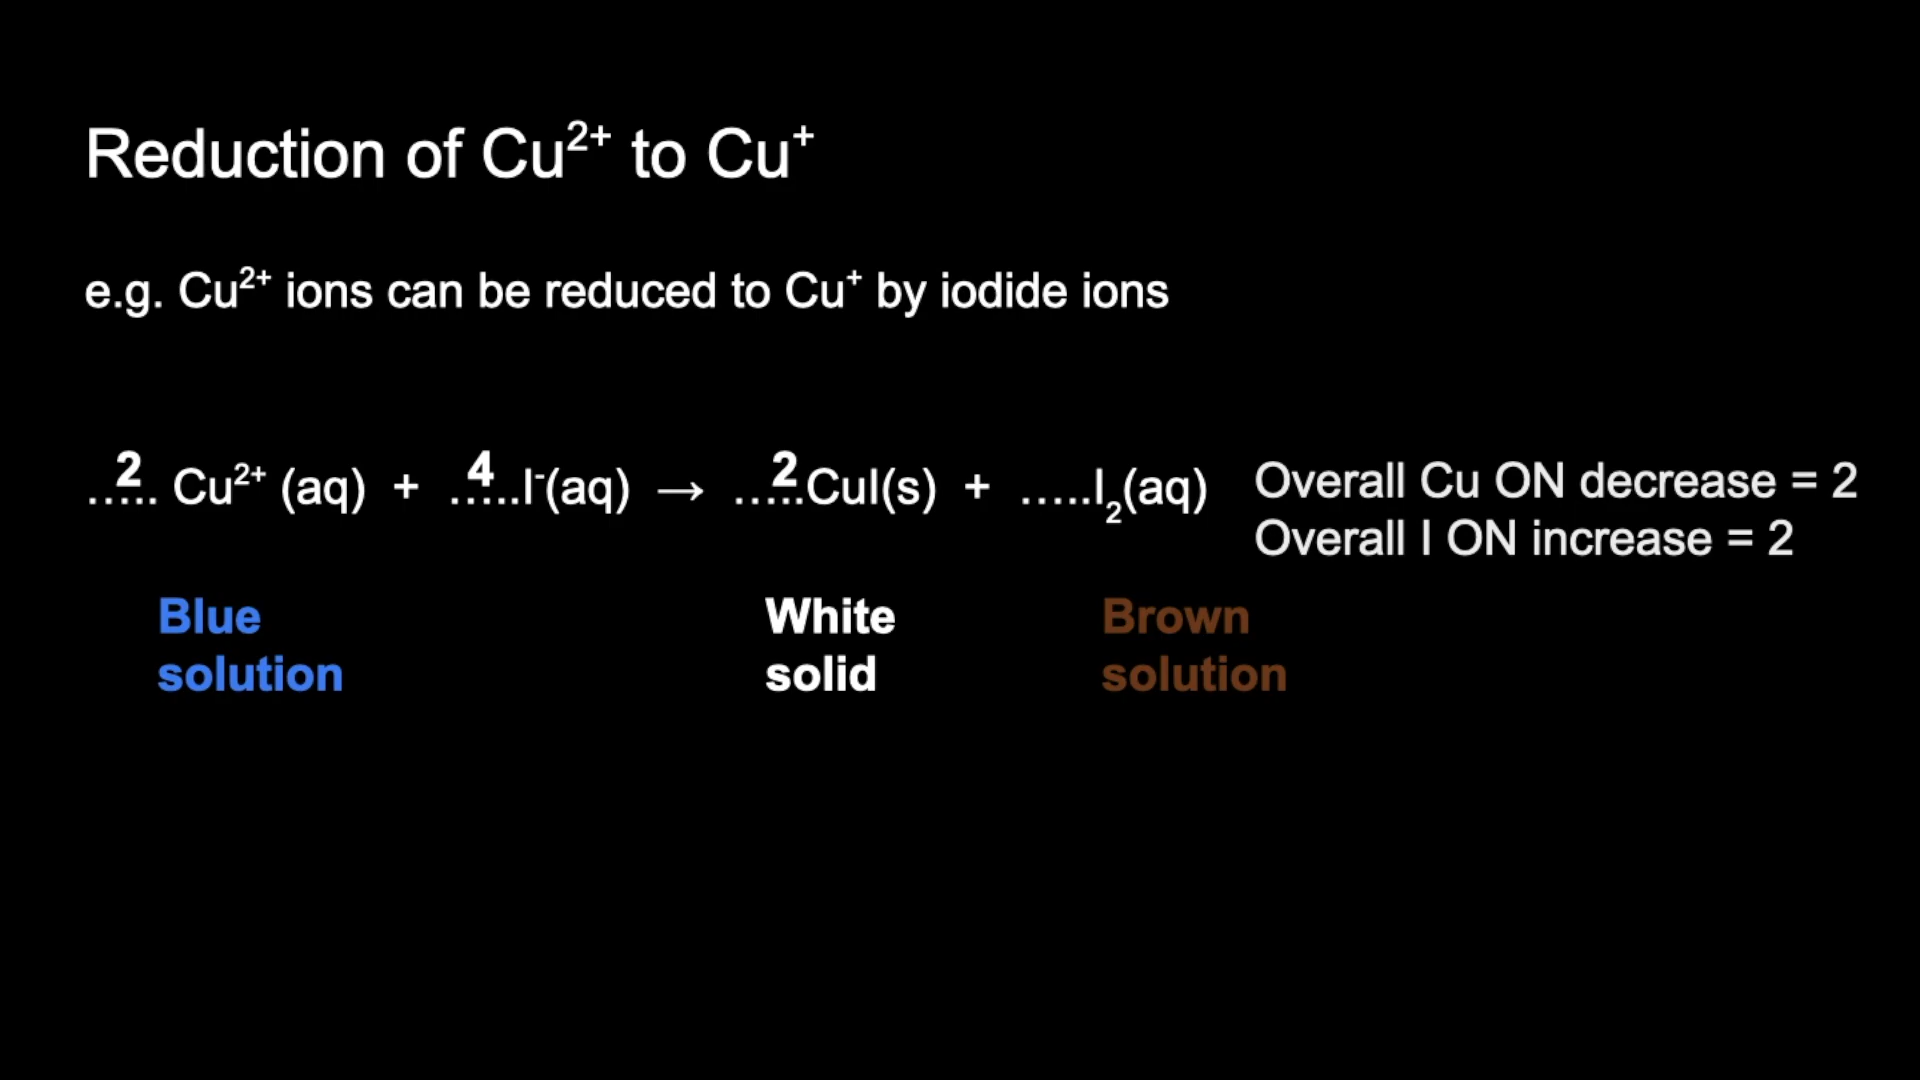 Reduction of Cu²⁺ to Cu⁺
e.g. Cu²⁺ ions can be reduced to Cu⁺ by iodide ions
..2... Cu²⁺ (aq) + ..4...I⁻(aq) → ..2...CuI(s) + .....I₂(aq) Overall Cu ON decrease = 2
Overall I ON increase = 2
Blue White Brown
solution solid solution